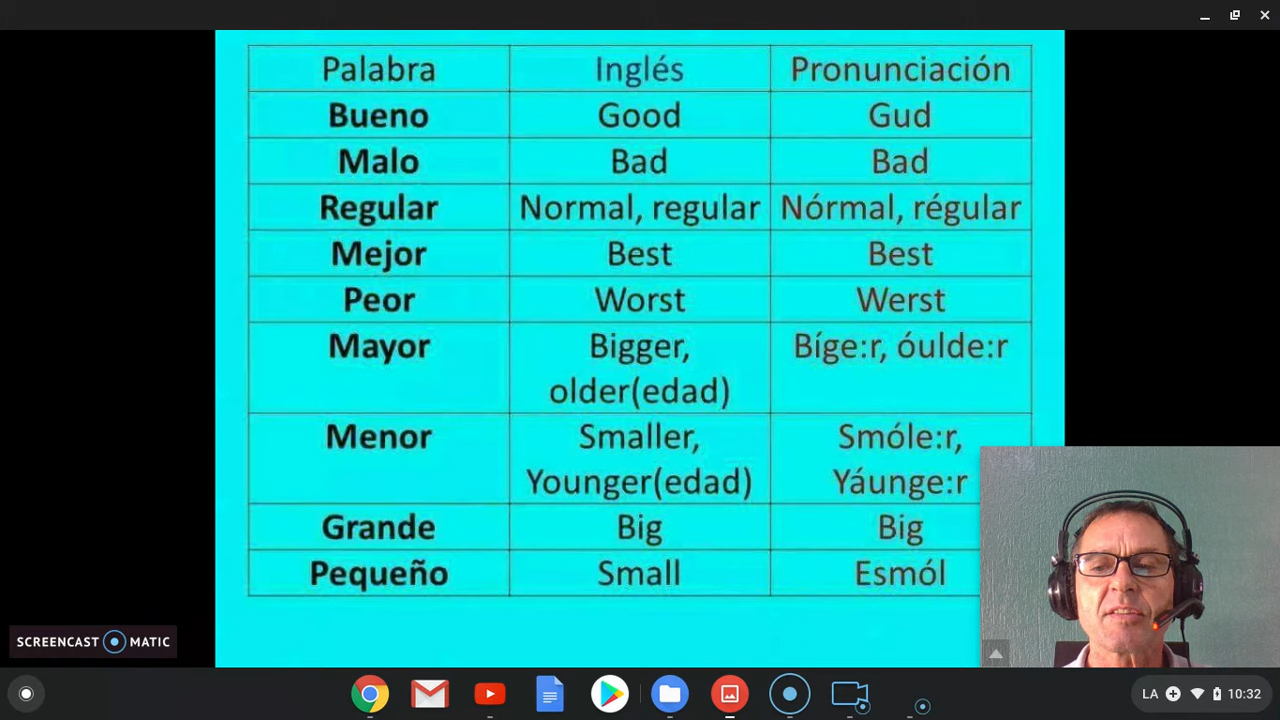 Palabra Inglés Pronunciación
Bueno Good Gud
Malo Bad Bad
Regular Normal, regular Nórmal, régular
Mejor Best Best
Peor Worst Werst
Mayor Bigger, Bíge:r, óulde:r
older(edad)
Menor Smaller, Smóle:r,
Younger(edad) Yáunge:r
Grande Big Big
Pequeño Small Esmól
SCREENCAST MATIC
LA 10:32